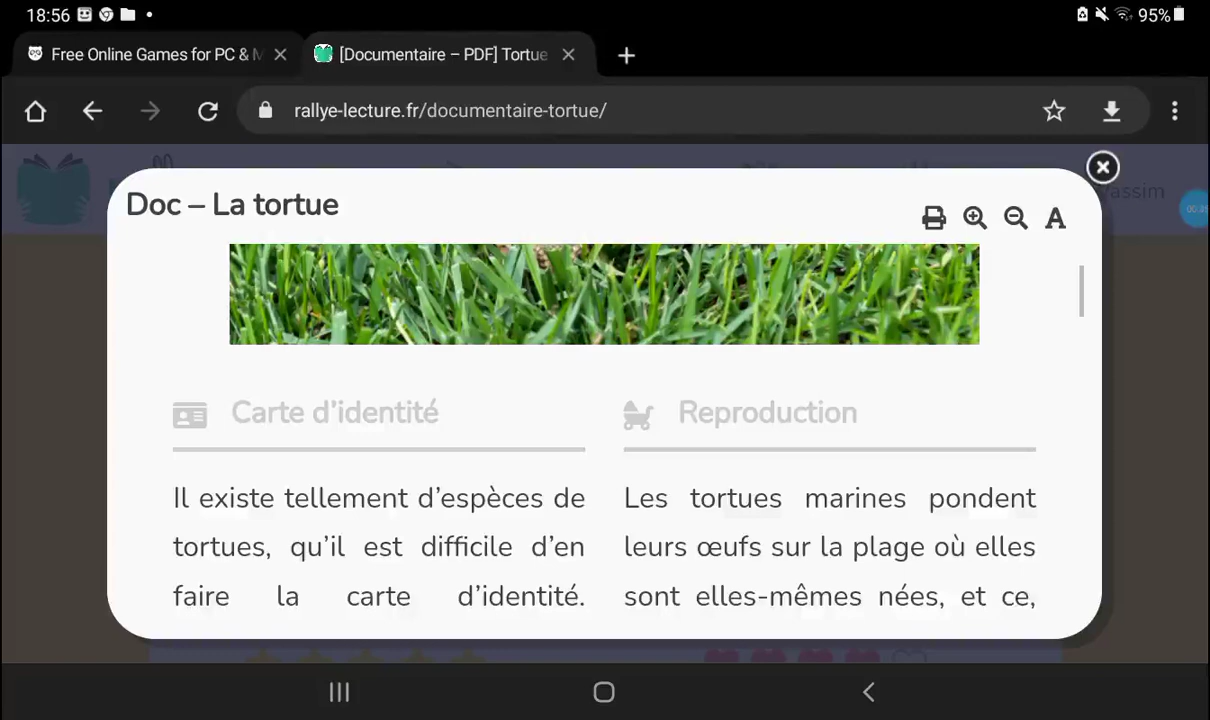 18:56
95%
Free Online Games for PC & M
[Documentaire – PDF] Tortue
rallye-lecture.fr/documentaire-tortue/
Doc – La tortue
assim
A
Carte d'identité
Il existe tellement d'espèces de
tortues, qu'il est difficile d'en
faire la carte d'identité.
Reproduction
Les tortues marines pondent
leurs œufs sur la plage où elles
sont elles-mêmes nées, et ce,